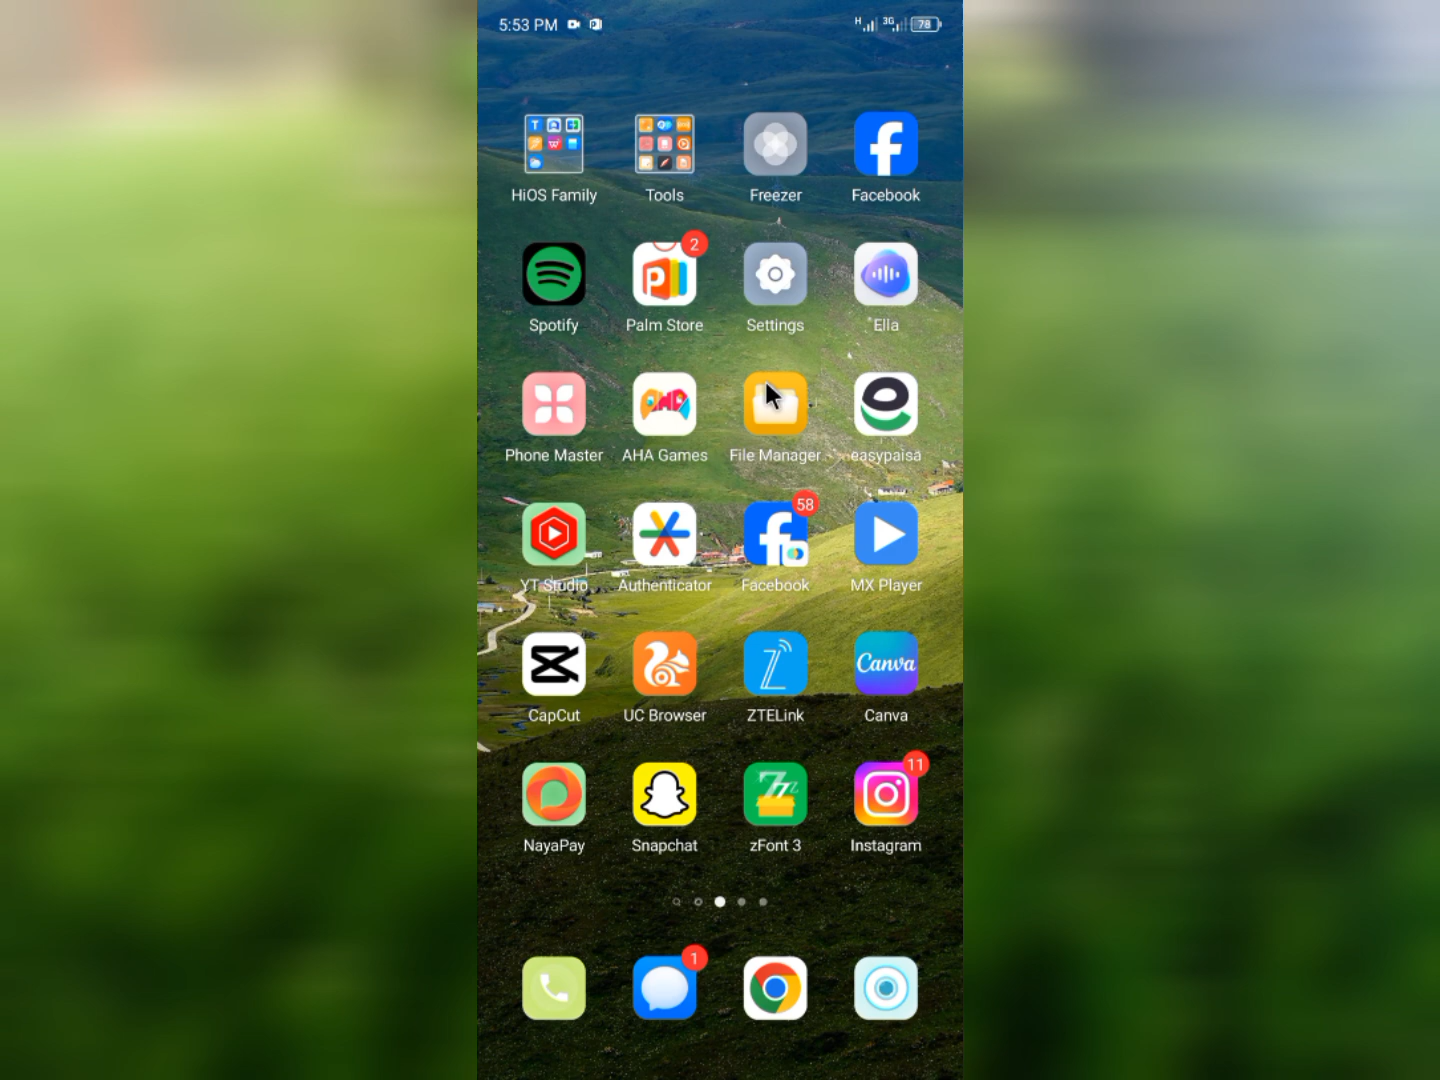 5:53 PM H 3G 78
HiOS Family Tools Freezer Facebook
2
Spotify Palm Store Settings Ella
Phone Master AHA Games File Manager easypaisa
58
YT Studio Authenticator Facebook MX Player
Canva
CapCut UC Browser ZTELink Canva
11
NayaPay Snapchat zFont 3 Instagram
1